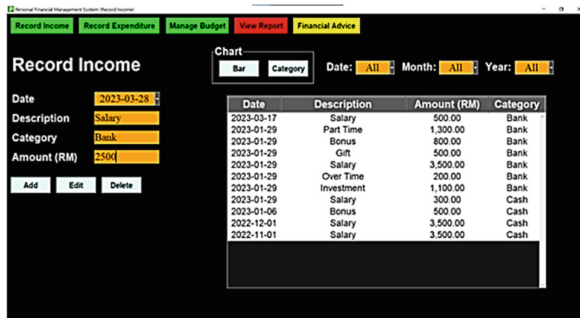 Personal Financial Management System (Record Income)
Record Income Record Expenditure Manage Budget View Report Financial Advice
Record Income
Chart
Bar Category Date: All Month: All Year: All
Date 2023-03-28
Description Salary
Category Bank
Amount (RM) 2500
Add Edit Delete
Date Description Amount (RM) Category
2023-03-17 Salary 500.00 Bank
2023-01-29 Part Time 1,300.00 Bank
2023-01-29 Bonus 800.00 Bank
2023-01-29 Gift 500.00 Bank
2023-01-29 Salary 3,500.00 Bank
2023-01-29 Over Time 200.00 Bank
2023-01-29 Investment 1,100.00 Bank
2023-01-29 Salary 300.00 Cash
2023-01-06 Bonus 500.00 Cash
2022-12-01 Salary 3,500.00 Cash
2022-11-01 Salary 3,500.00 Cash